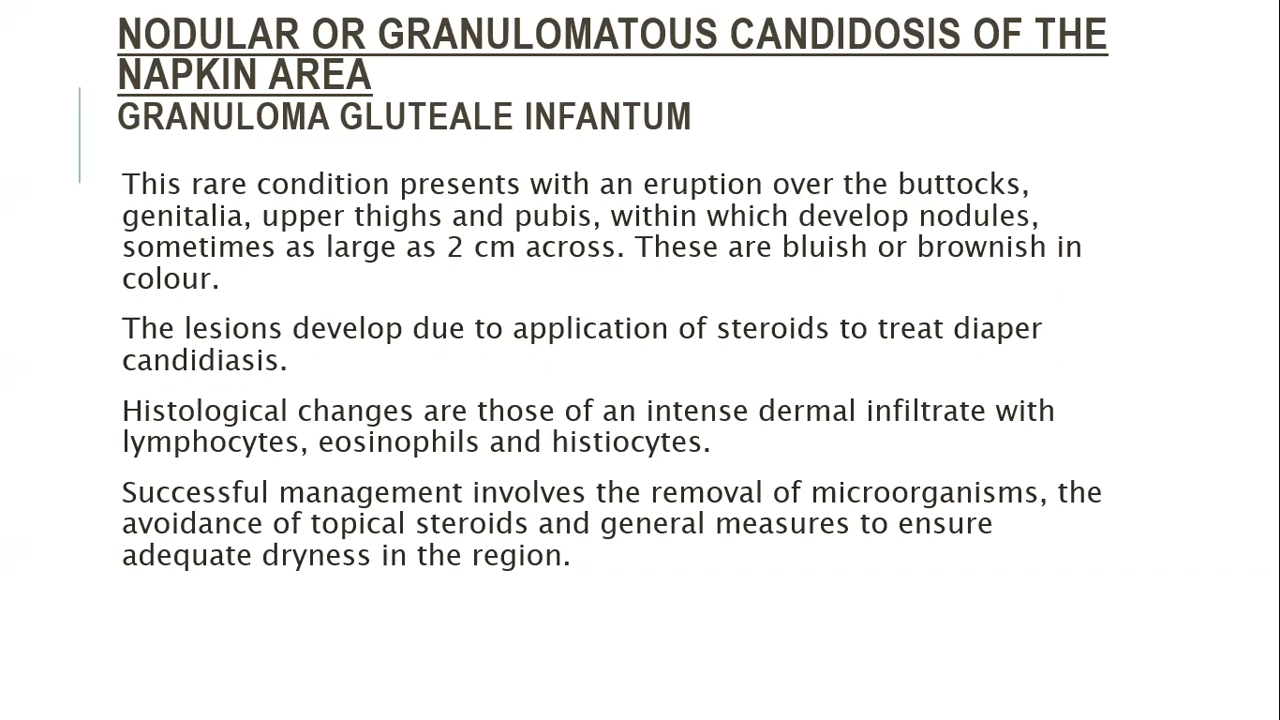 NODULAR OR GRANULOMATOUS CANDIDOSIS OF THE
NAPKIN AREA
GRANULOMA GLUTEALE INFANTUM
This rare condition presents with an eruption over the buttocks,
genitalia, upper thighs and pubis, within which develop nodules,
sometimes as large as 2 cm across. These are bluish or brownish in
colour.
The lesions develop due to application of steroids to treat diaper
candidiasis.
Histological changes are those of an intense dermal infiltrate with
lymphocytes, eosinophils and histiocytes.
Successful management involves the removal of microorganisms, the
avoidance of topical steroids and general measures to ensure
adequate dryness in the region.